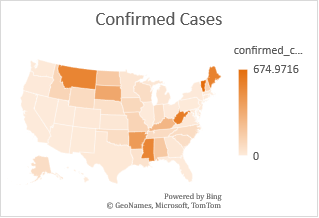 Confirmed Cases
confirmed_c...
674.9716
0
Powered by Bing
© GeoNames, Microsoft, TomTom